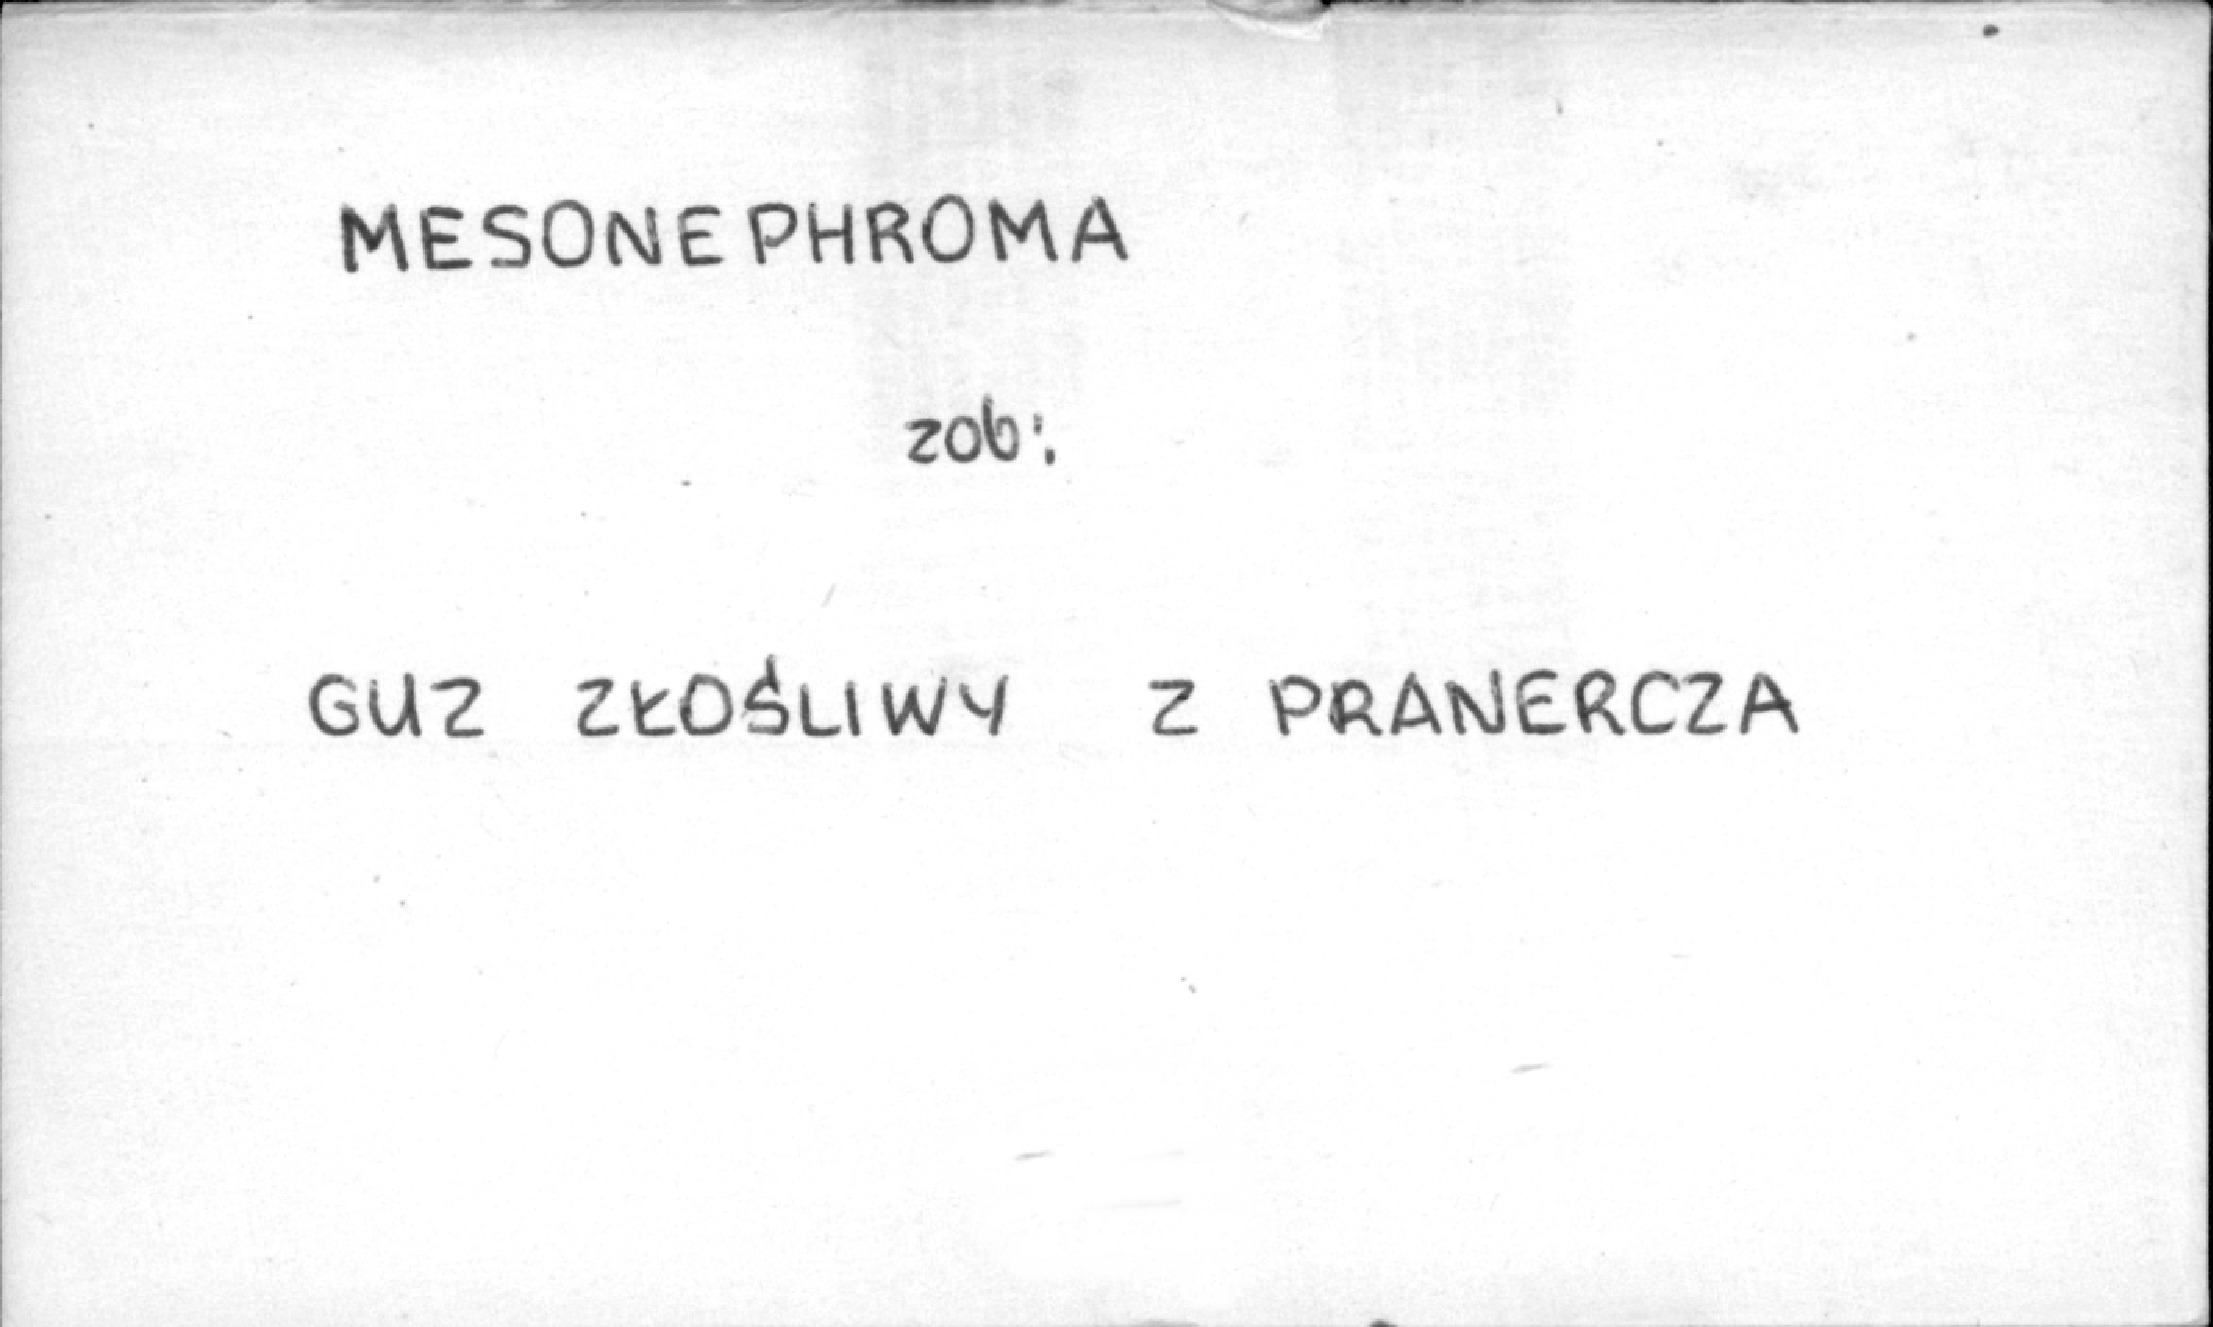 MESONEPHROMA
zob:
GUZ ZŁOŚLIWY Z PRANERCZA